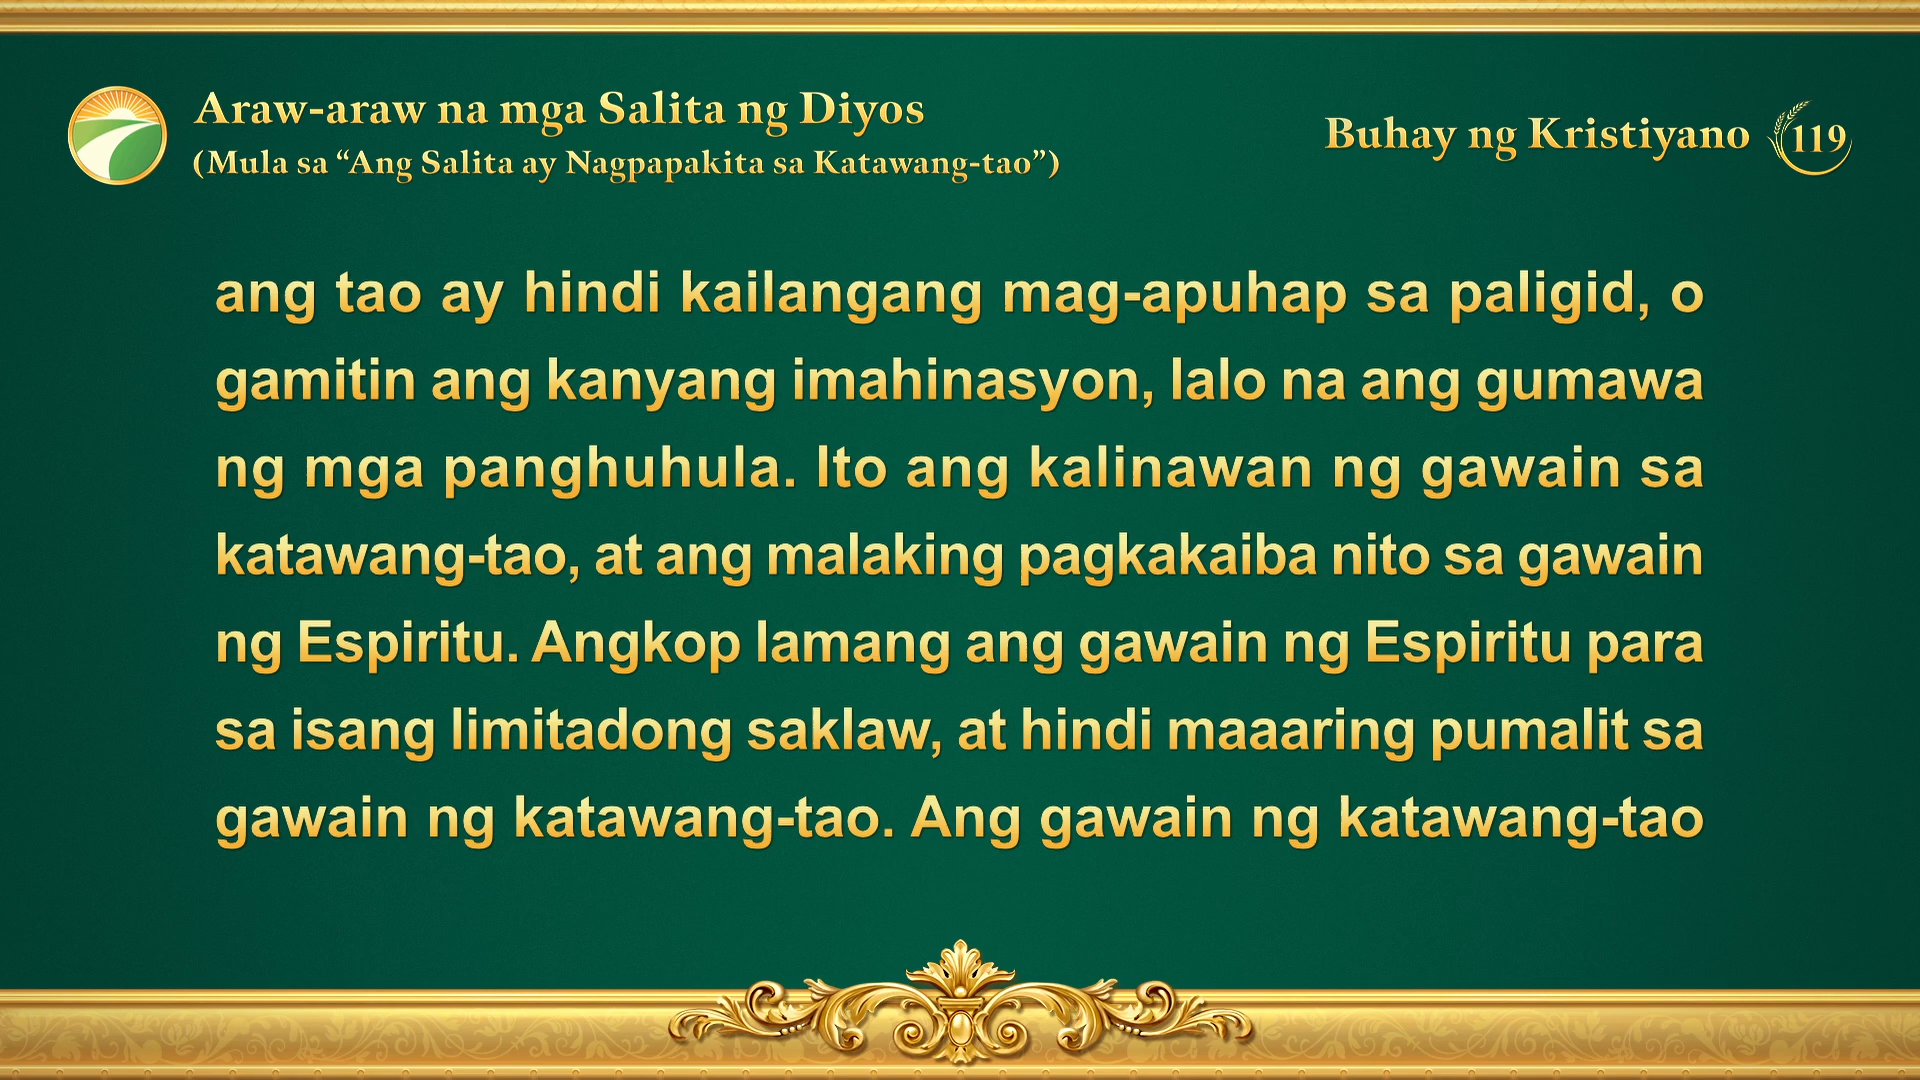 Araw-araw na mga Salita ng Diyos
(Mula sa “Ang Salita ay Nagpapakita sa Katawang-tao”)
Buhay ng Kristiyano 119
ang tao ay hindi kailangang mag-apuhap sa paligid, o
gamitin ang kanyang imahinasyon, lalo na ang gumawa
ng mga panghuhula. Ito ang kalinawan ng gawain sa
katawang-tao, at ang malaking pagkakaiba nito sa gawain
ng Espiritu. Angkop lamang ang gawain ng Espiritu para
sa isang limitadong saklaw, at hindi maaaring pumalit sa
gawain ng katawang-tao. Ang gawain ng katawang-tao